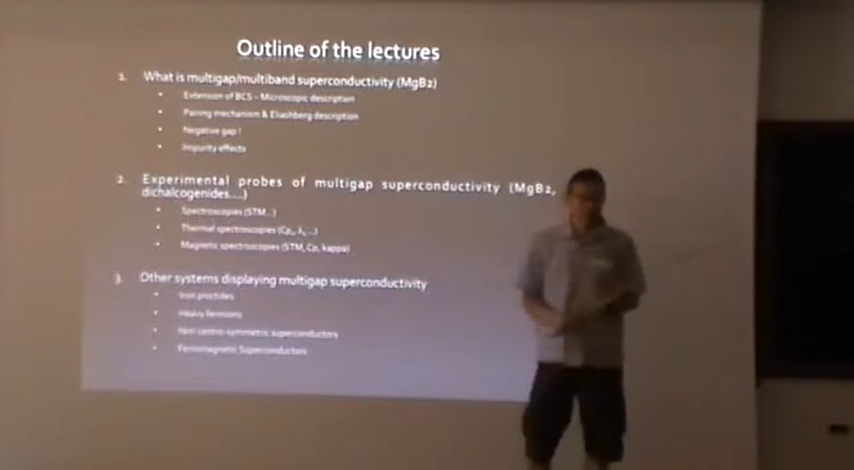 Outline of the lectures
1. What is multigap/multiband superconductivity (MgB2)
• Extension of BCS – Microscopic description
• Pairing mechanism & Eliashberg description
• Negative gap !
• Impurity effects
2. Experimental probes of multigap superconductivity (MgB2,
dichalcogenides....)
• Spectroscopies (STM...)
• Thermal spectroscopies (Cp, λ,...)
• Magnetic spectroscopies (STM, Cp, kappa)
3. Other systems displaying multigap superconductivity
• Iron pnictides
• Heavy fermions
• Non centro-symmetric superconductors
• Ferromagnetic Superconductors